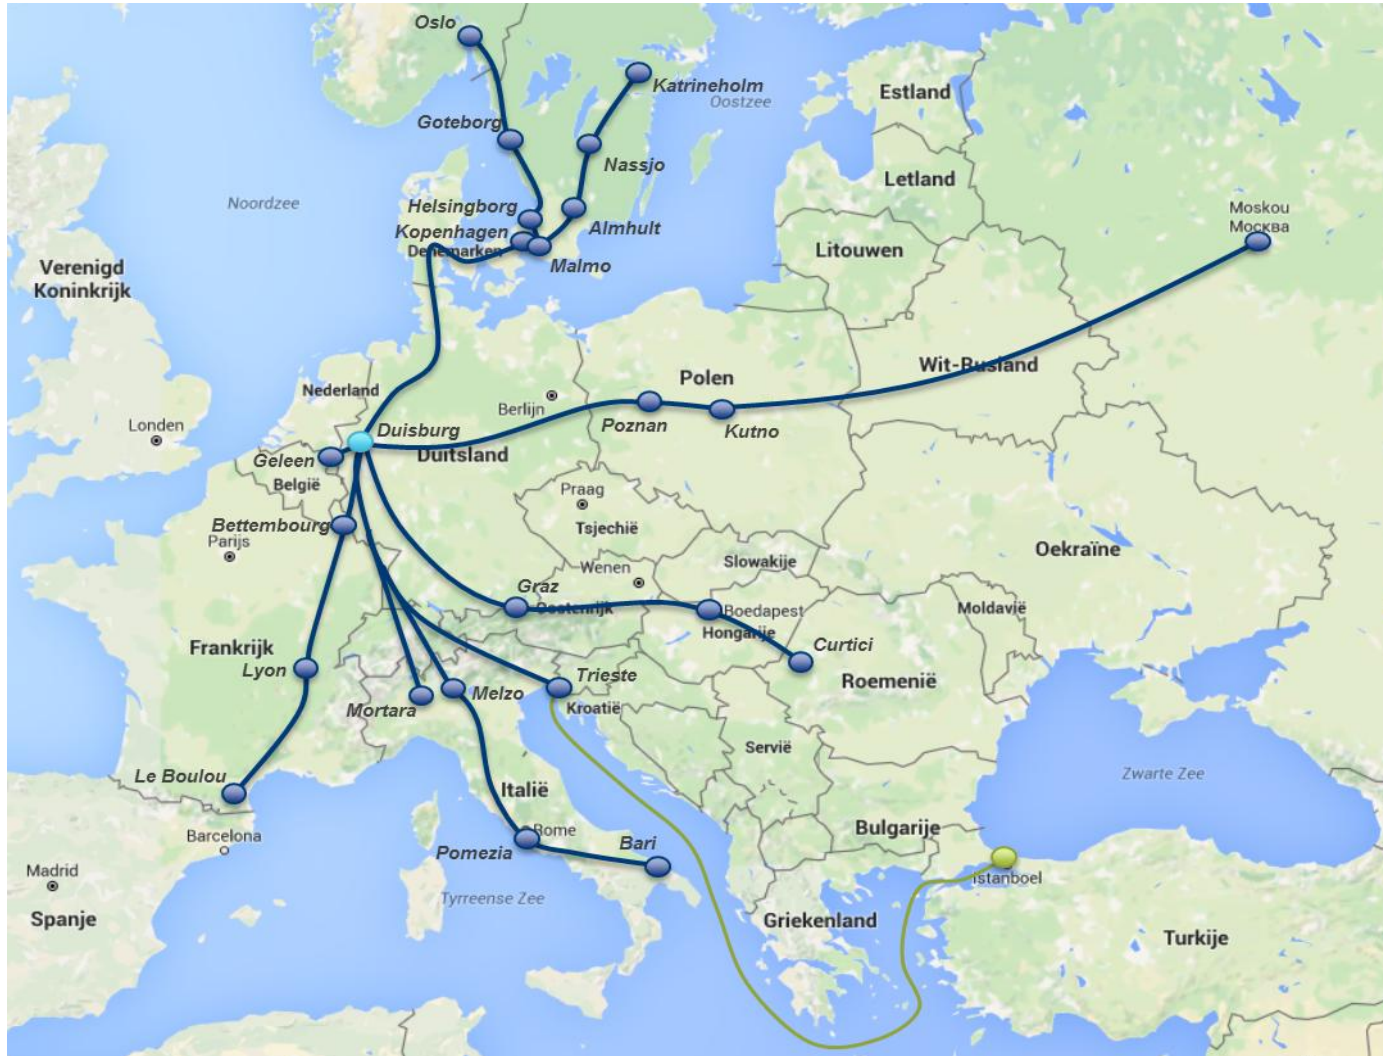 Oslo
Katrineholm
Oostzee
Estland
Goteborg
Nassjo
Letland
Noordzee
Helsingborg
Moskou
Москва
Kopenhagen
Almhult
Denemarken
Litouwen
Malmo
Verenigd
Koninkrijk
Wit-Rusland
Polen
Nederland
Berlijn
Londen
Poznan
Kutno
Duisburg
Duitsland
Geleen
België
Praag
Bettembourg
Tsjechië
Parijs
Oekraïne
Slowakije
Wenen
Graz
Oostenrijk
Boedapest
Moldavië
Hongarije
Frankrijk
Curtici
Lyon
Trieste
Roemenië
Melzo
Mortara
Kroatië
Servië
Le Boulou
Zwarte Zee
Italië
Barcelona
Rome
Bulgarije
Bari
Pomezia
Madrid
Istanboel
Tyrreense Zee
Spanje
Griekenland
Turkije